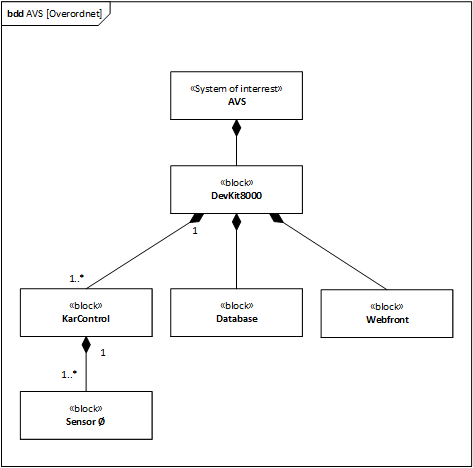 bdd AVS [Overordnet]
«System of interrest»
AVS
«block»
DevKit8000
1
1..*
«block»
KarControl
«block»
Database
«block»
Webfront
1
1..*
«block»
Sensor Ø